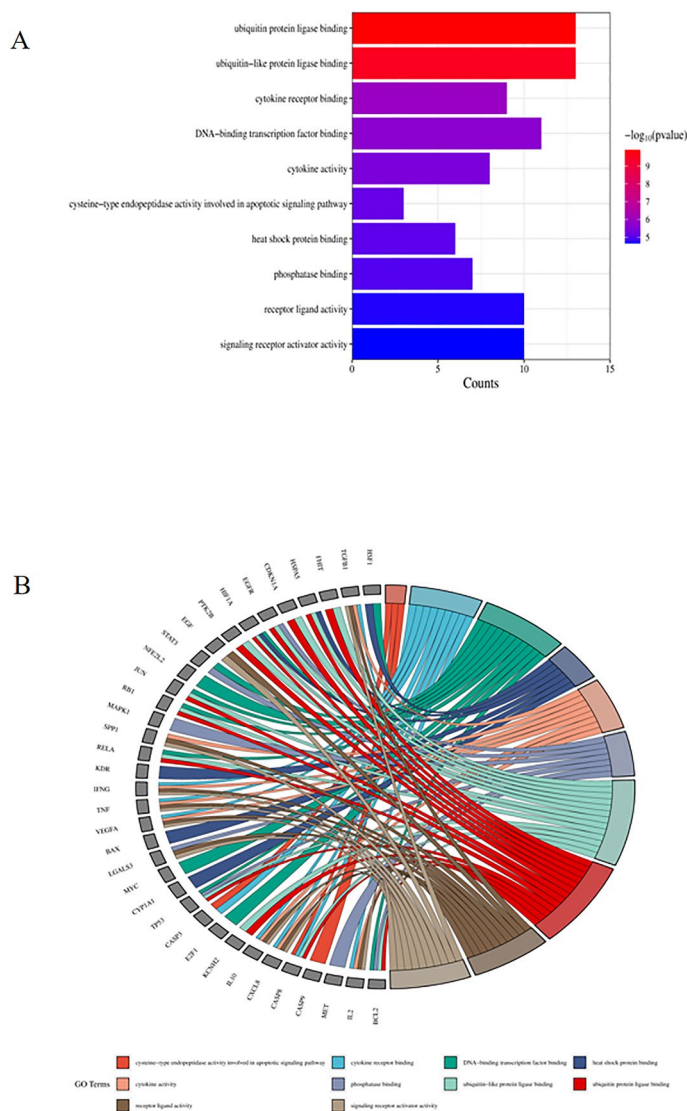 A
ubiquitin protein ligase binding
ubiquitin−like protein ligase binding
cytokine receptor binding
DNA−binding transcription factor binding
cytokine activity
cysteine−type endopeptidase activity involved in apoptotic signaling pathway
heat shock protein binding
phosphatase binding
receptor ligand activity
signaling receptor activator activity
0 5 10 15
Counts
−log10(pvalue)
9
8
7
6
5
B
HSPA5
CDKN1A
EGFR
HIF1A
PTK2B
EGF
STAT3
NFE2L2
JUN
RB1
MAPK1
SPP1
RELA
KDR
IFNG
TNF
VEGFA
BAX
LGALS3
MYC
CYP1A1
TP53
CASP3
E2F1
KCNH2
IL10
CXCL8
CASP8
CASP9
MET
IL2
BCL2
GO Terms
cysteine−type endopeptidase activity involved in apoptotic signaling pathway cytokine receptor binding DNA−binding transcription factor binding heat shock protein binding
cytokine activity phosphatase binding ubiquitin−like protein ligase binding ubiquitin protein ligase binding
receptor ligand activity signaling receptor activator activity